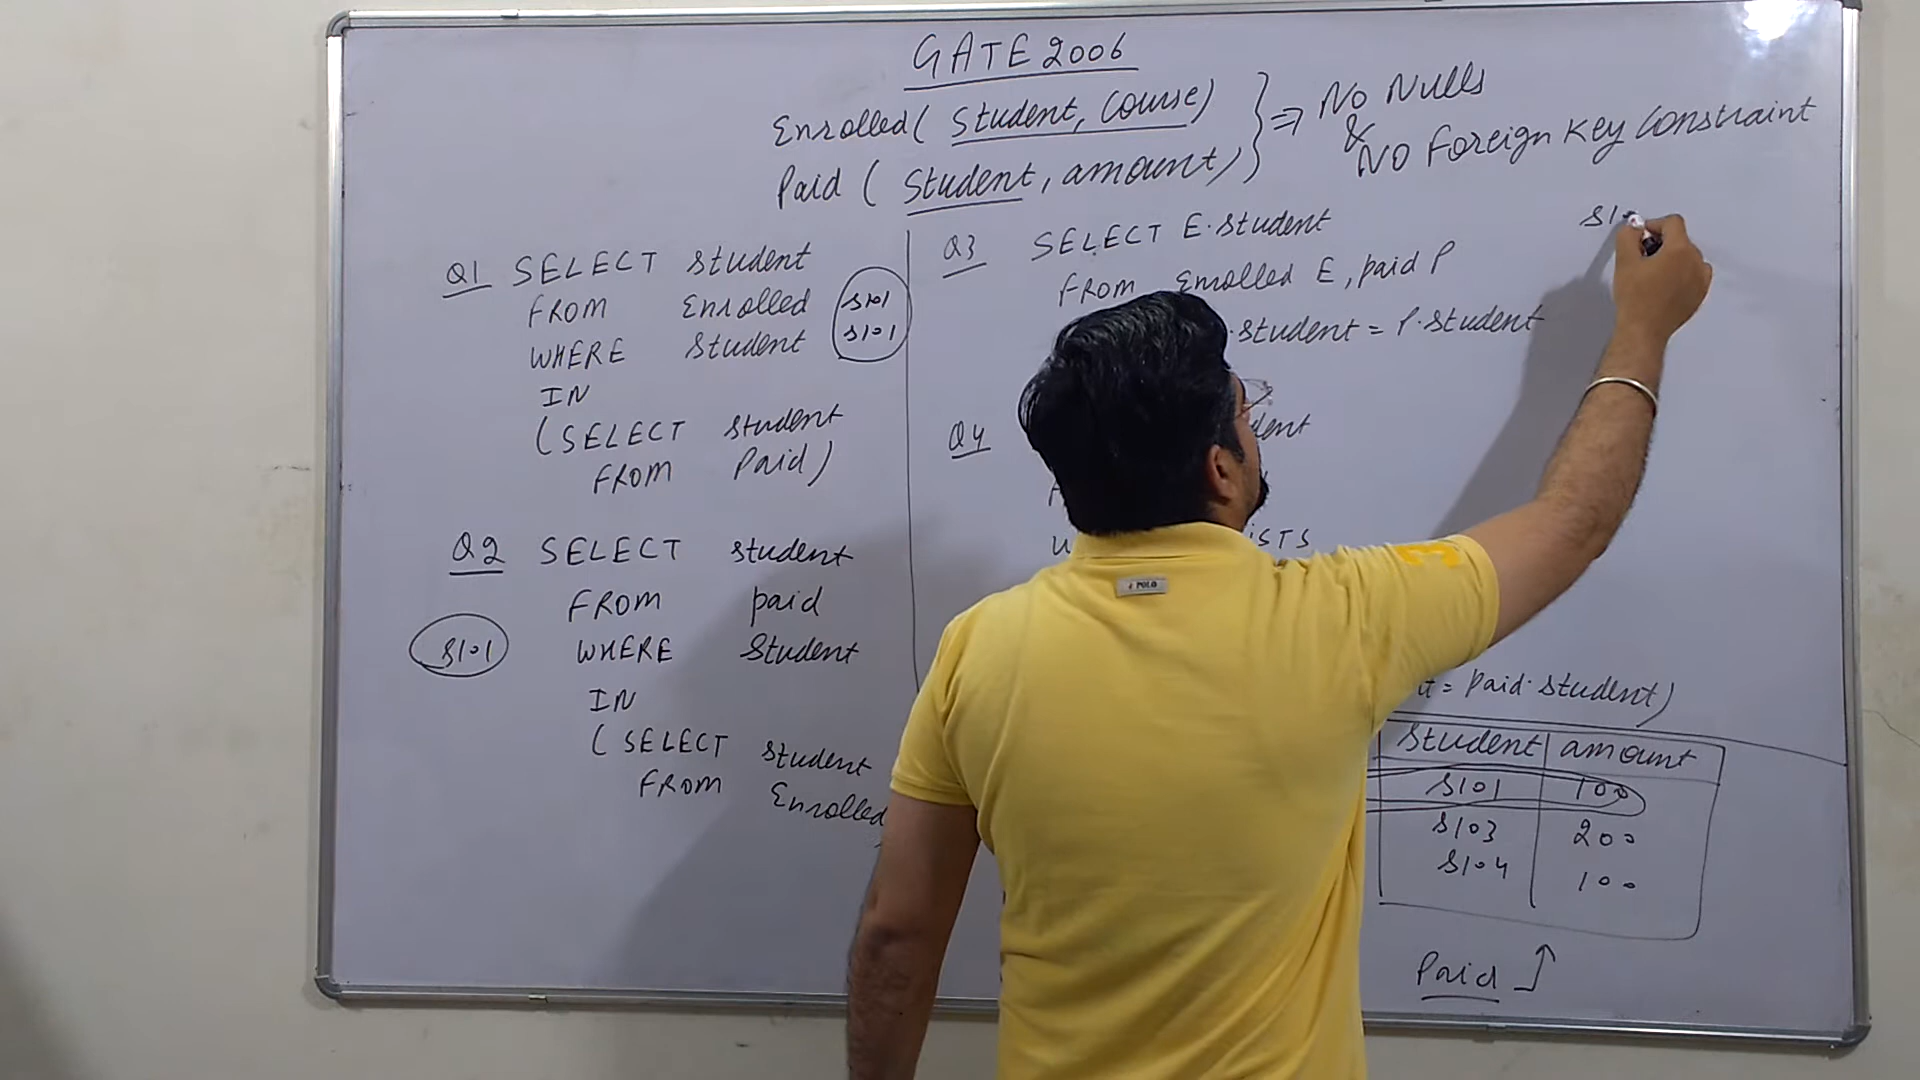 GATE 2006
Enrolled( Student, Course)
Paid ( Student, amount)
=> No Nulls
&
NO Foreign Key Constraint
Q1 SELECT student
FROM Enrolled
WHERE Student
IN
(SELECT student
FROM Paid)
S101
S101
Q2 SELECT student
FROM paid
WHERE Student
IN
(SELECT student
FROM Enrolled
S101
Q3 SELECT E.student
FROM Enrolled E, paid P
.student = P.student
S10
Q4
= Paid.student)
Student amount
S101 100
S103 200
S104 100
Paid
POLO